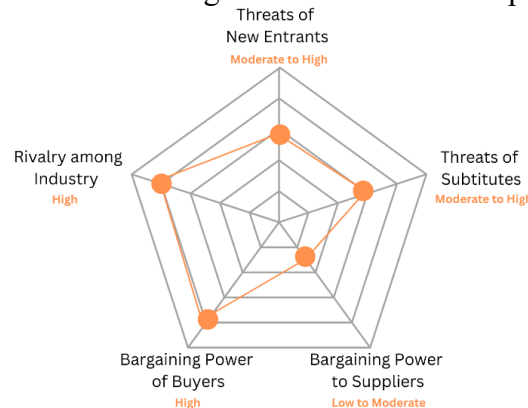 Threats of
New Entrants
Moderate to High
Rivalry among
Industry
High
Threats of
Subtitutes
Moderate to High
Bargaining Power
of Buyers
High
Bargaining Power
to Suppliers
Low to Moderate